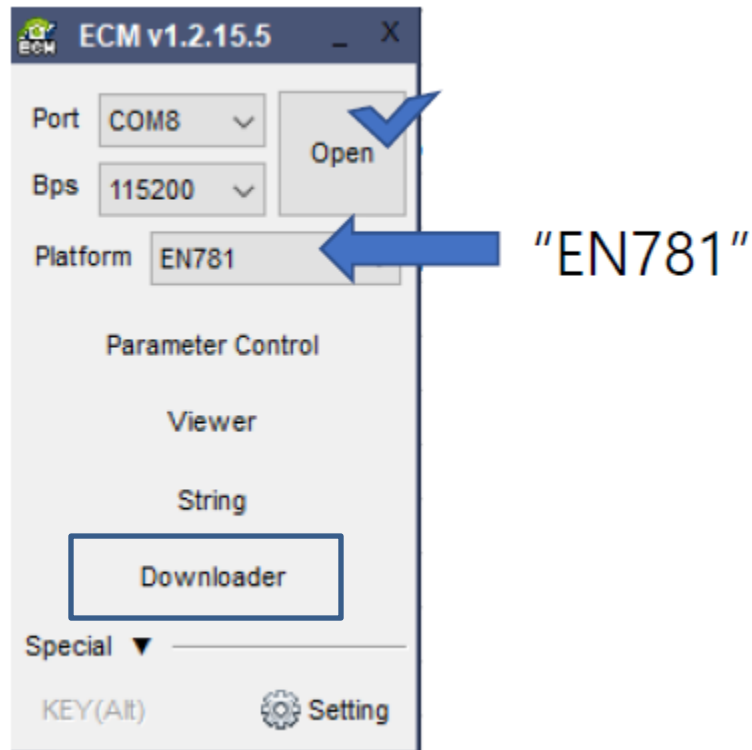 ECM ECM v1.2.15.5 _ X
Port COM8
Open
Bps 115200
Platform EN781
"EN781"
Parameter Control
Viewer
String
Downloader
Special ▼
KEY(Alt) Setting